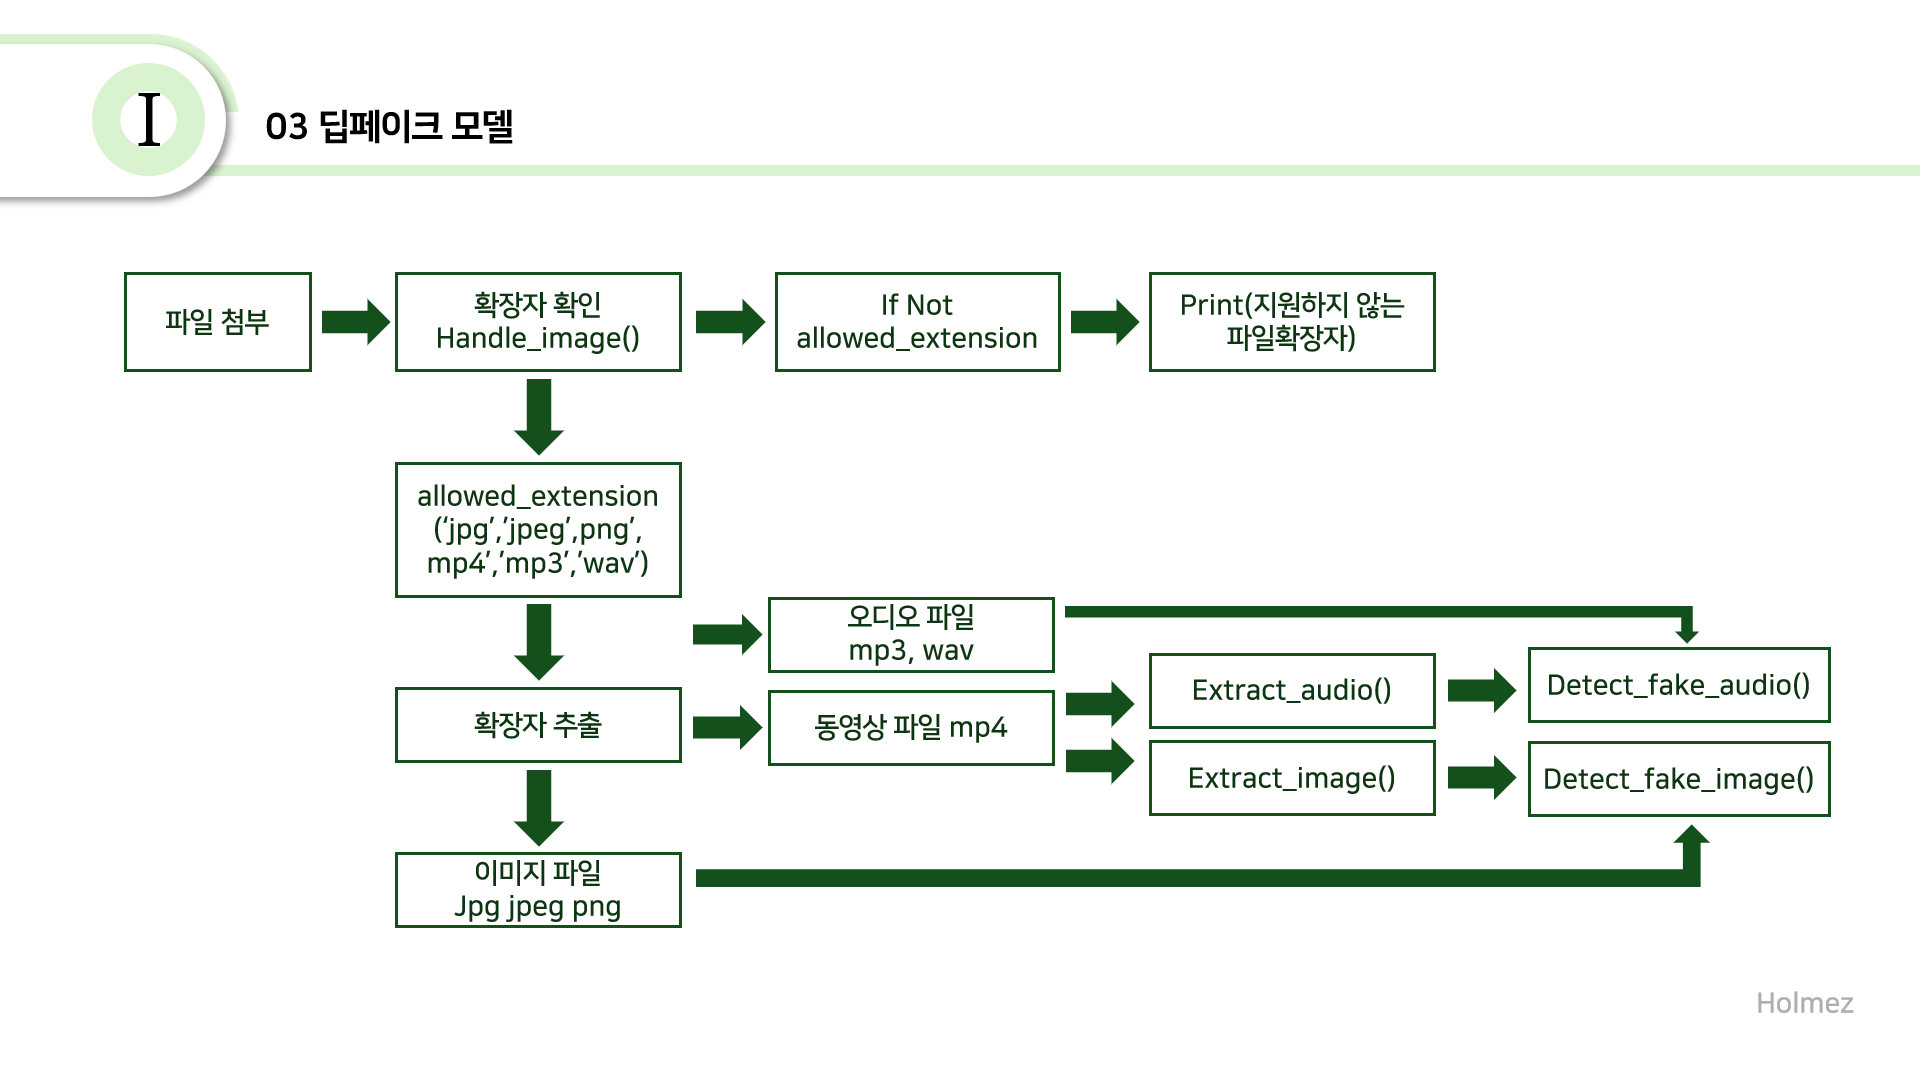 I
03 딥페이크 모델
파일 첨부
확장자 확인
Handle_image()
If Not
allowed_extension
Print(지원하지 않는
파일확장자)
allowed_extension
(‘jpg’,’jpeg’,png’,
mp4’,’mp3’,’wav’)
오디오 파일
mp3, wav
확장자 추출
동영상 파일 mp4
Extract_audio()
Detect_fake_audio()
Extract_image()
Detect_fake_image()
이미지 파일
Jpg jpeg png
Holmez